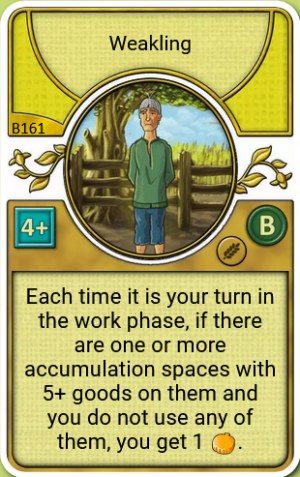 Weakling
B161
4+
B
Each time it is your turn in
the work phase, if there
are one or more
accumulation spaces with
5+ goods on them and
you do not use any of
them, you get 1 .